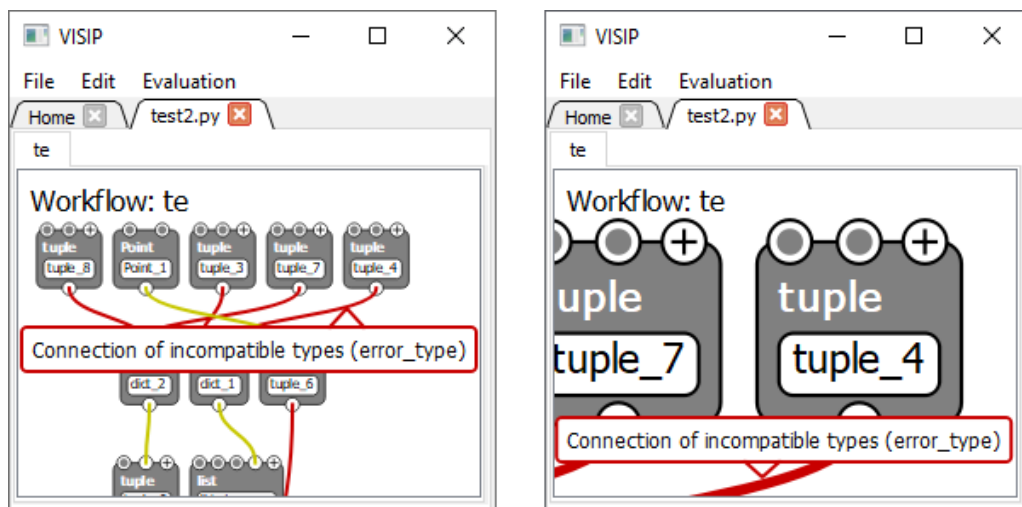 VISIP
File Edit Evaluation
Home test2.py
te
Workflow: te
tuple Point tuple tuple tuple
tuple_8 Point_1 tuple_3 tuple_7 tuple_4
Connection of incompatible types (error_type)
dict_2 dict_1 tuple_6
tuple list
VISIP
File Edit Evaluation
Home test2.py
te
Workflow: te
uple tuple
tuple_7 tuple_4
Connection of incompatible types (error_type)